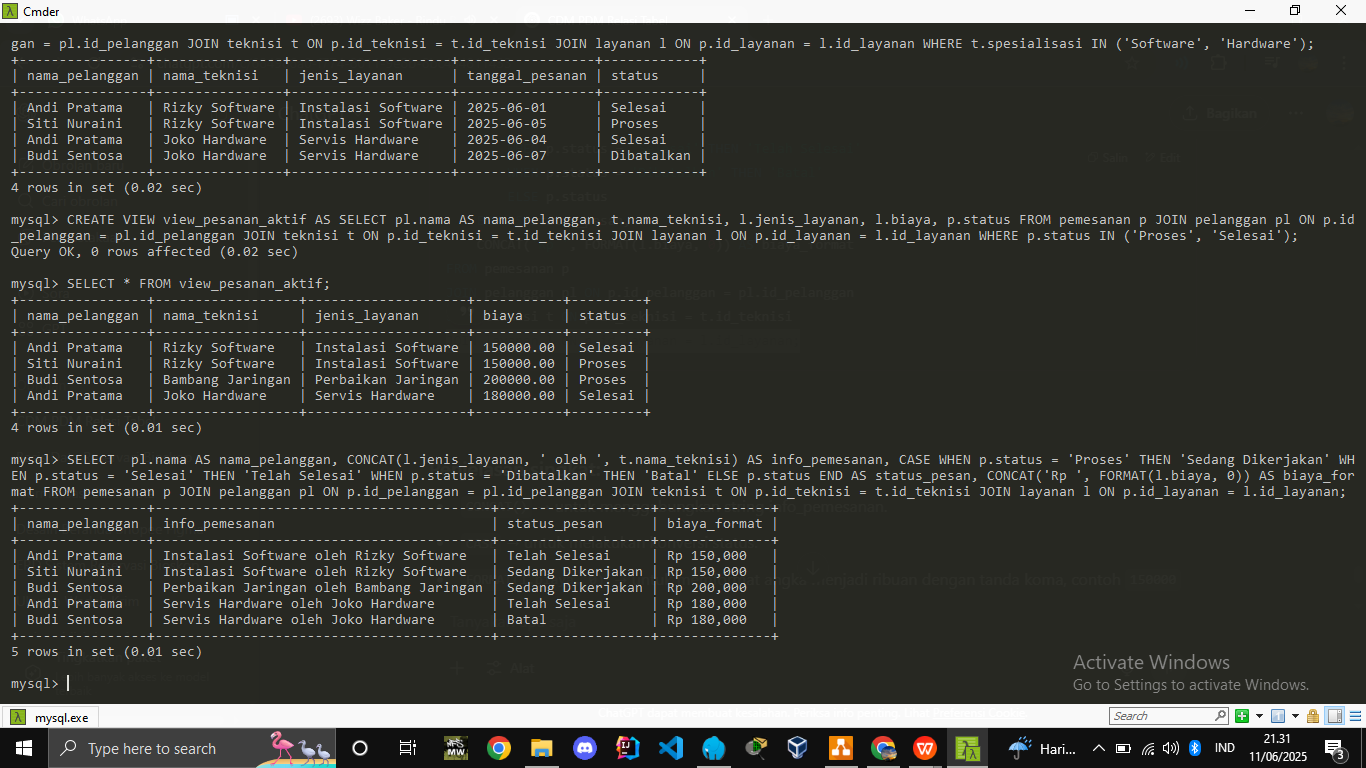 Cmder
gan = pl.id_pelanggan JOIN teknisi t ON p.id_teknisi = t.id_teknisi JOIN layanan l ON p.id_layanan = l.id_layanan WHERE t.spesialisasi IN ('Software', 'Hardware');
+----------------+----------------+--------------------+-----------------+------------+
| nama_pelanggan | nama_teknisi | jenis_layanan | tanggal_pesanan | status |
+----------------+----------------+--------------------+-----------------+------------+
| Andi Pratama | Rizky Software | Instalasi Software | 2025-06-01 | Selesai |
| Siti Nuraini | Rizky Software | Instalasi Software | 2025-06-05 | Proses |
| Andi Pratama | Joko Hardware | Servis Hardware | 2025-06-04 | Selesai |
| Budi Sentosa | Joko Hardware | Servis Hardware | 2025-06-07 | Dibatalkan |
+----------------+----------------+--------------------+-----------------+------------+
4 rows in set (0.02 sec)
mysql> CREATE VIEW view_pesanan_aktif AS SELECT pl.nama AS nama_pelanggan, t.nama_teknisi, l.jenis_layanan, l.biaya, p.status FROM pemesanan p JOIN pelanggan pl ON p.id
_pelanggan = pl.id_pelanggan JOIN teknisi t ON p.id_teknisi = t.id_teknisi JOIN layanan l ON p.id_layanan = l.id_layanan WHERE p.status IN ('Proses', 'Selesai');
Query OK, 0 rows affected (0.02 sec)
mysql> SELECT * FROM view_pesanan_aktif;
+----------------+------------------+--------------------+-----------+---------+
| nama_pelanggan | nama_teknisi | jenis_layanan | biaya | status |
+----------------+------------------+--------------------+-----------+---------+
| Andi Pratama | Rizky Software | Instalasi Software | 150000.00 | Selesai |
| Siti Nuraini | Rizky Software | Instalasi Software | 150000.00 | Proses |
| Budi Sentosa | Bambang Jaringan | Perbaikan Jaringan | 200000.00 | Proses |
| Andi Pratama | Joko Hardware | Servis Hardware | 180000.00 | Selesai |
+----------------+------------------+--------------------+-----------+---------+
4 rows in set (0.01 sec)
mysql> SELECT  pl.nama AS nama_pelanggan, CONCAT(l.jenis_layanan, ' oleh ', t.nama_teknisi) AS info_pemesanan, CASE WHEN p.status = 'Proses' THEN 'Sedang Dikerjakan' WH
EN p.status = 'Selesai' THEN 'Telah Selesai' WHEN p.status = 'Dibatalkan' THEN 'Batal' ELSE p.status END AS status_pesan, CONCAT('Rp ', FORMAT(l.biaya, 0)) AS biaya_for
mat FROM pemesanan p JOIN pelanggan pl ON p.id_pelanggan = pl.id_pelanggan JOIN teknisi t ON p.id_teknisi = t.id_teknisi JOIN layanan l ON p.id_layanan = l.id_layanan;
+----------------+------------------------------------------+-------------------+--------------+
| nama_pelanggan | info_pemesanan | status_pesan | biaya_format |
+----------------+------------------------------------------+-------------------+--------------+
| Andi Pratama | Instalasi Software oleh Rizky Software | Telah Selesai | Rp 150,000 |
| Siti Nuraini | Instalasi Software oleh Rizky Software | Sedang Dikerjakan | Rp 150,000 |
| Budi Sentosa | Perbaikan Jaringan oleh Bambang Jaringan | Sedang Dikerjakan | Rp 200,000 |
| Andi Pratama | Servis Hardware oleh Joko Hardware | Telah Selesai | Rp 180,000 |
| Budi Sentosa | Servis Hardware oleh Joko Hardware | Batal | Rp 180,000 |
+----------------+------------------------------------------+-------------------+--------------+
5 rows in set (0.01 sec)
mysql>
Activate Windows
Go to Settings to activate Windows.
mysql.exe
Search
Type here to search
Hari...
IND
21.31
11/06/2025
3